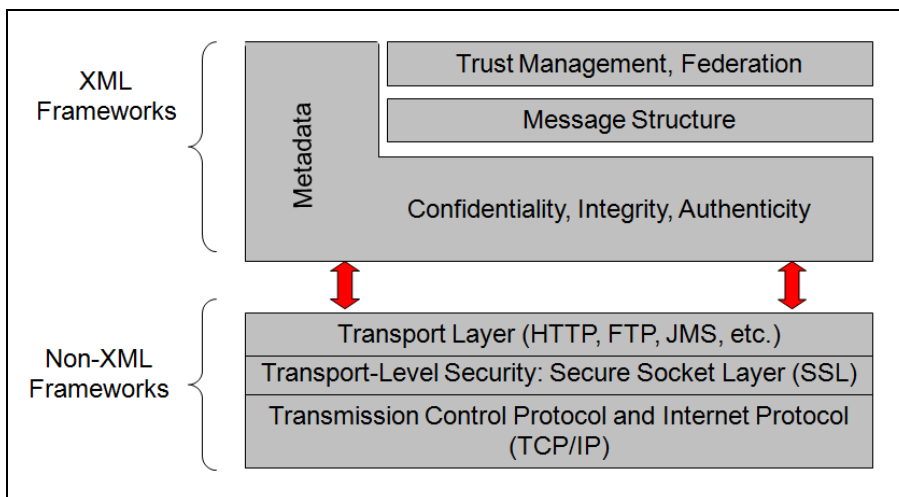 XML
Frameworks
Metadata
Trust Management, Federation
Message Structure
Confidentiality, Integrity, Authenticity
Non-XML
Frameworks
Transport Layer (HTTP, FTP, JMS, etc.)
Transport-Level Security: Secure Socket Layer (SSL)
Transmission Control Protocol and Internet Protocol
(TCP/IP)